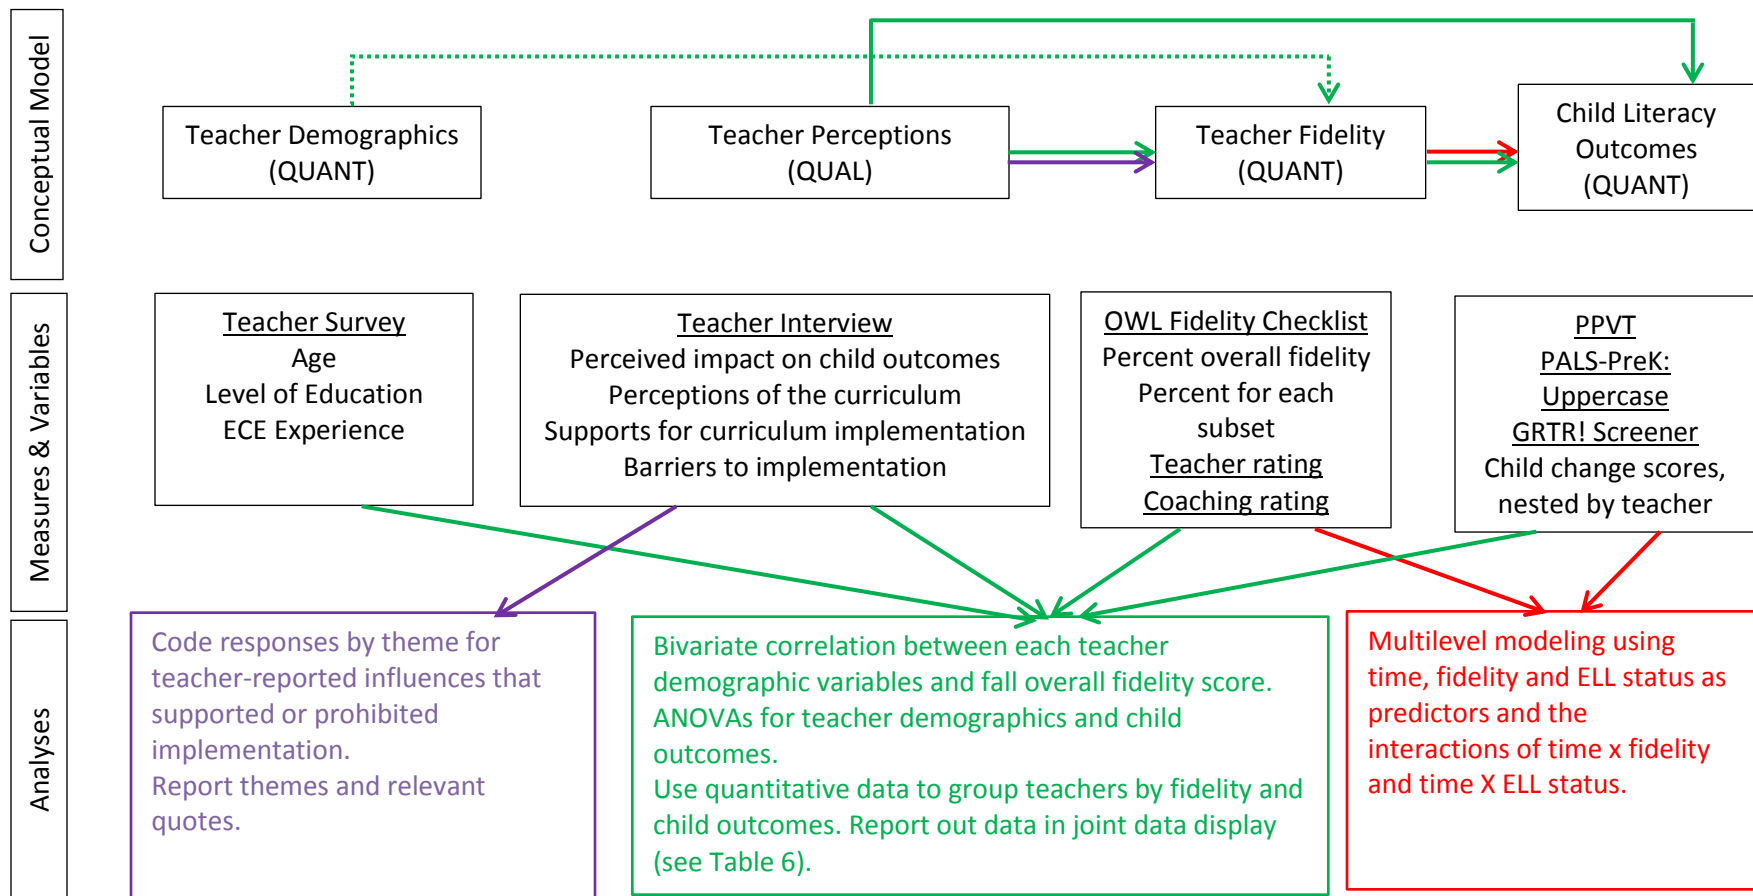 Conceptual Model
Teacher Demographics
(QUANT)
Teacher Perceptions
(QUAL)
Teacher Fidelity
(QUANT)
Child Literacy
Outcomes
(QUANT)
Measures & Variables
Teacher Survey
Age
Level of Education
ECE Experience
Teacher Interview
Perceived impact on child outcomes
Perceptions of the curriculum
Supports for curriculum implementation
Barriers to implementation
OWL Fidelity Checklist
Percent overall fidelity
Percent for each
subset
Teacher rating
Coaching rating
PPVT
PALS-PreK:
Uppercase
GRTR! Screener
Child change scores,
nested by teacher
Analyses
Code responses by theme for
teacher-reported influences that
supported or prohibited
implementation.
Report themes and relevant
quotes.
Bivariate correlation between each teacher
demographic variables and fall overall fidelity score.
ANOVAs for teacher demographics and child
outcomes.
Use quantitative data to group teachers by fidelity and
child outcomes. Report out data in joint data display
(see Table 6).
Multilevel modeling using
time, fidelity and ELL status as
predictors and the
interactions of time x fidelity
and time X ELL status.